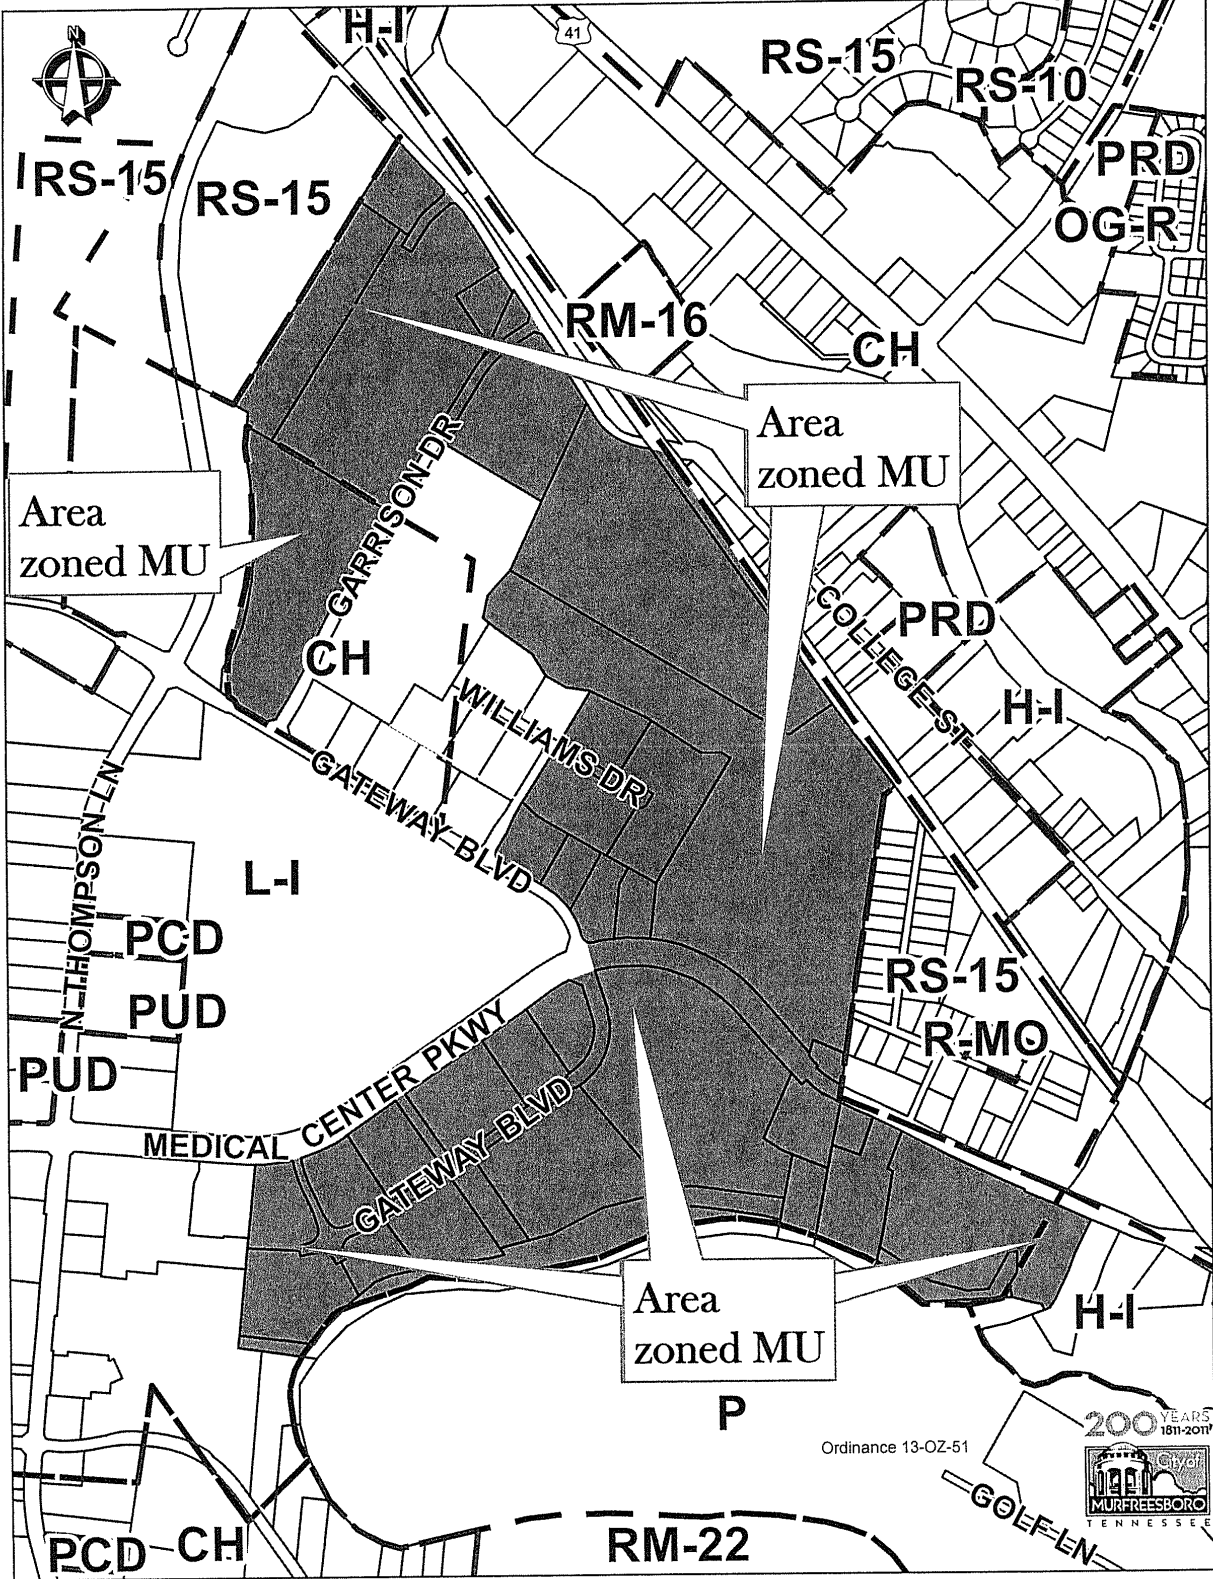 N
H-I
41
RS-15
RS-10
RS-15
RS-15
PRD
OG-R
RM-16
CH
Area
zoned MU
GARRISON DR
Area
zoned MU
COLLEGE ST
PRD
CH
WILLIAMS DR
H-I
GATEWAY BLVD
N THOMPSON LN
L-I
PCD
RS-15
PUD
R-MO
PUD
MEDICAL CENTER PKWY
GATEWAY BLVD
Area
zoned MU
H-I
P
Ordinance 13-OZ-51
200 YEARS
1811-2011
City of
MURFREESBORO
TENNESSEE
GOLF LN
PCD
CH
RM-22